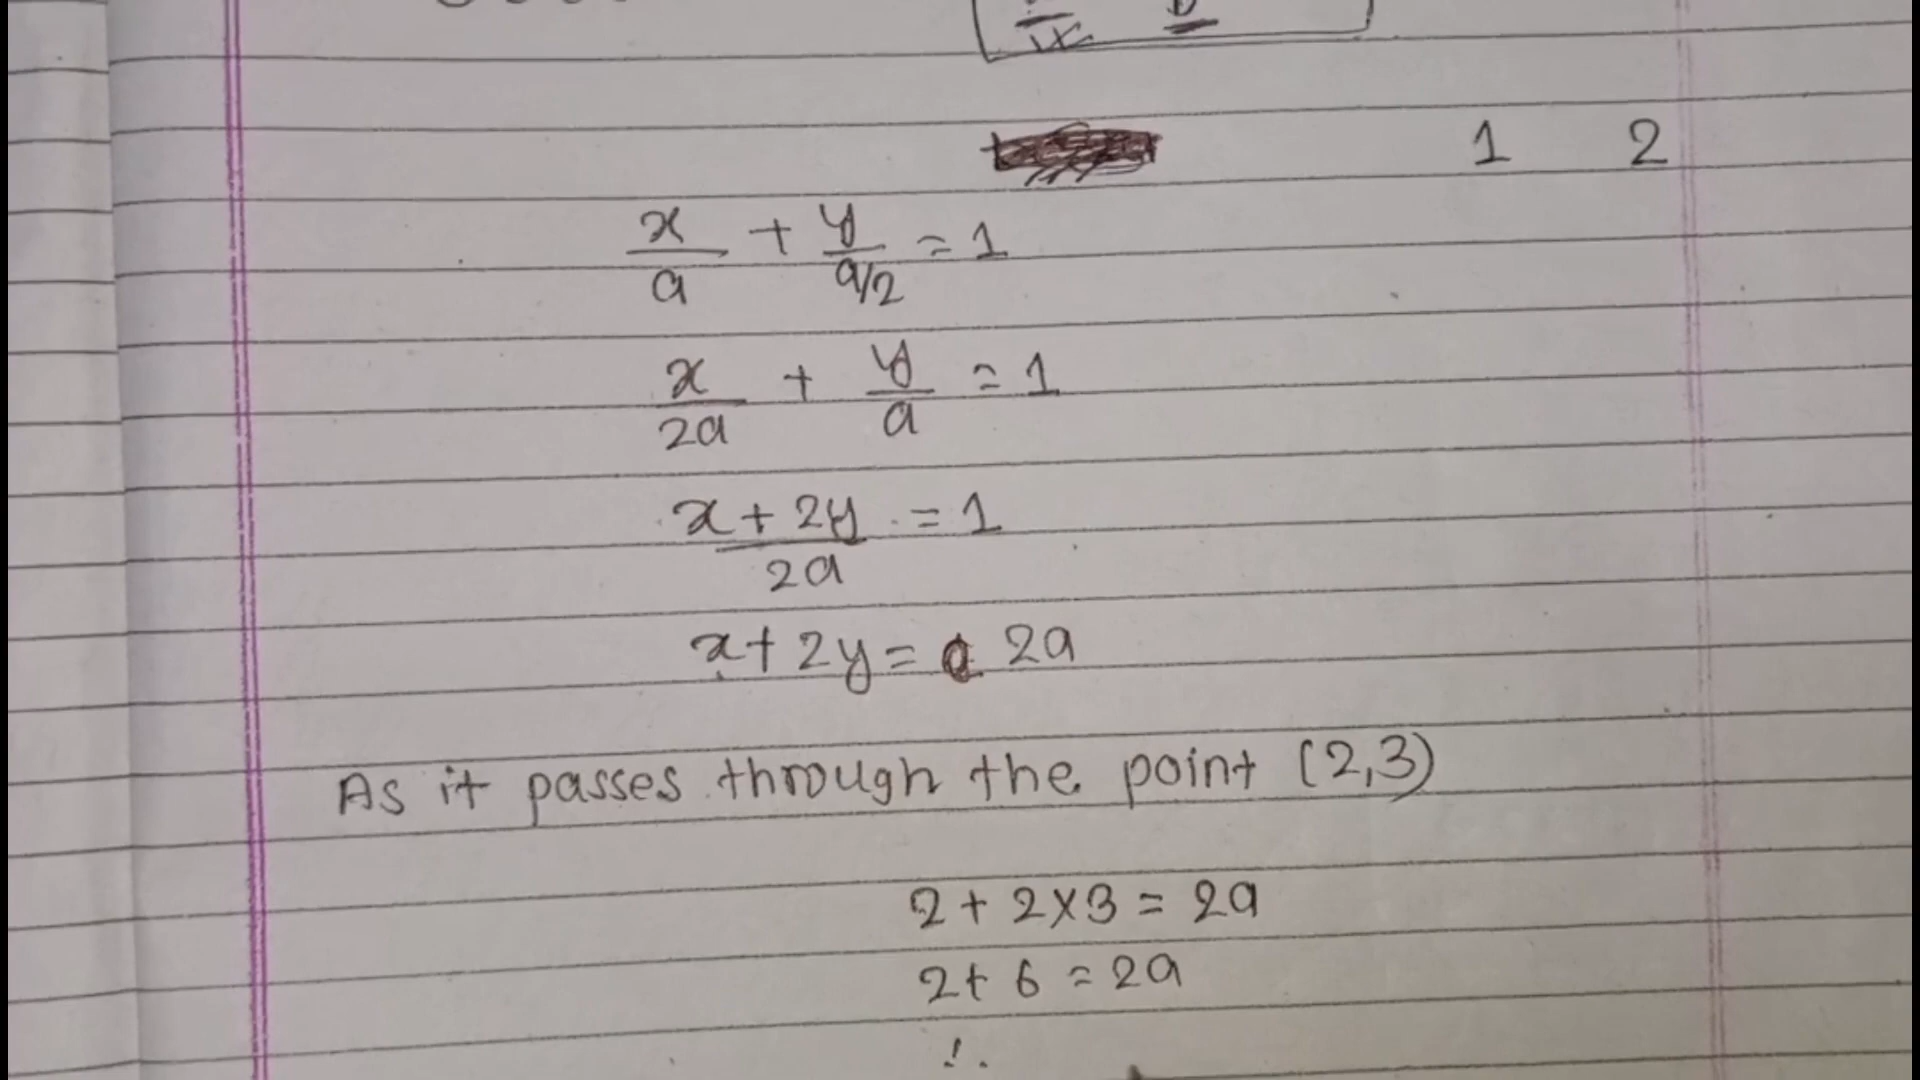 1 2
x/a + y/(a/2) = 1
x/2a + y/a = 1
(x + 2y)/2a = 1
x + 2y = 2a
As it passes through the point (2,3)
2 + 2×3 = 2a
2 + 6 = 2a